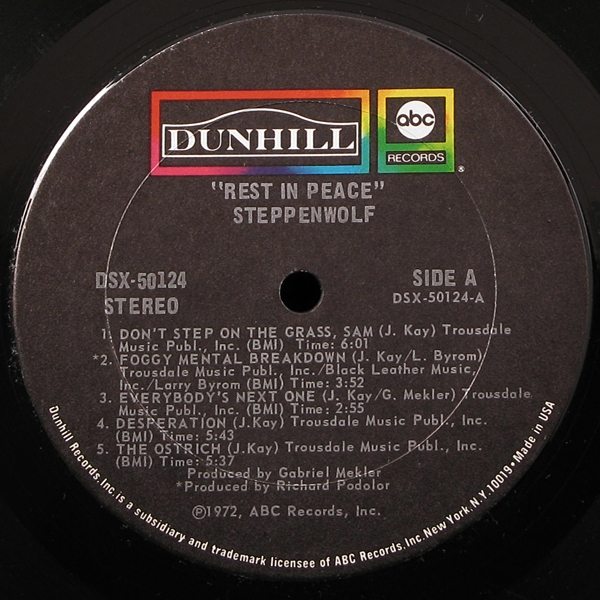 DUNHILL
abc
RECORDS
®
"REST IN PEACE"
STEPPENWOLF
DSX-50124
STEREO
SIDE A
DSX-50124-A
1. DON'T STEP ON THE GRASS, SAM (J. Kay) Trousdale
Music Publ., Inc. (BMI) Time: 6:01
*2. FOGGY MENTAL BREAKDOWN (J. Kay/L. Byrom)
Trousdale Music Publ., Inc./Black Leather Music,
Inc./Larry Byrom (BMI) Time: 3:52
3. EVERYBODY'S NEXT ONE (J. Kay/G. Mekler) Trousdale
Music Publ., Inc. (BMI) Time: 2:55
4. DESPERATION (J.Kay) Trousdale Music Publ., Inc.
(BMI) Time: 5:43
5. THE OSTRICH (J.Kay) Trousdale Music Publ., Inc.
(BMI) Time: 5:37
Produced by Gabriel Mekler
*Produced by Richard Podolor
℗1972, ABC Records, Inc.
Dunhill Records, Inc. is a subsidiary and trademark licensee of ABC Records, Inc. New York, N.Y. 10019 • Made in USA